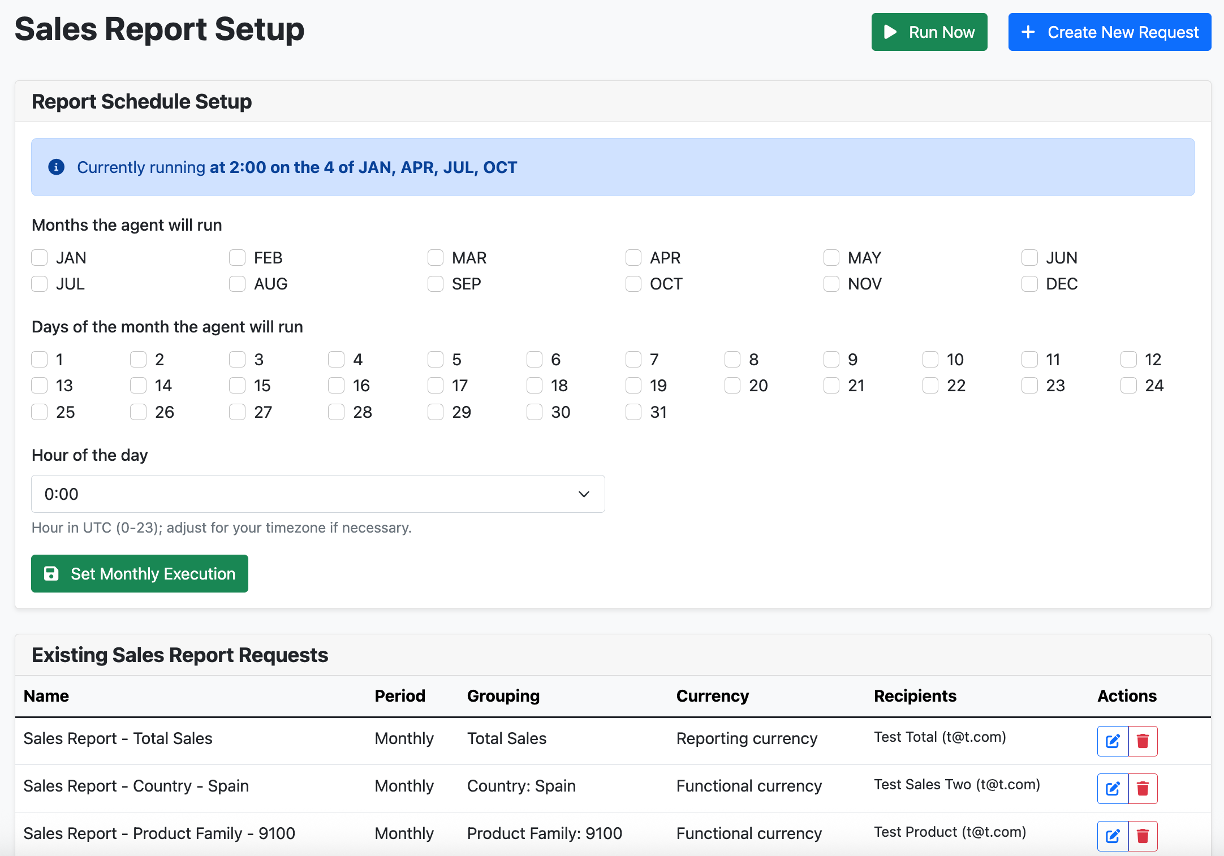 Sales Report Setup
Run Now
Create New Request
Report Schedule Setup
Currently running at 2:00 on the 4 of JAN, APR, JUL, OCT
Months the agent will run
JAN FEB MAR APR MAY JUN
JUL AUG SEP OCT NOV DEC
Days of the month the agent will run
1 2 3 4 5 6 7 8 9 10 11 12
13 14 15 16 17 18 19 20 21 22 23 24
25 26 27 28 29 30 31
Hour of the day
0:00
Hour in UTC (0-23); adjust for your timezone if necessary.
Set Monthly Execution
Existing Sales Report Requests
Name Period Grouping Currency Recipients Actions
Sales Report - Total Sales Monthly Total Sales Reporting currency Test Total (t@t.com)
Sales Report - Country - Spain Monthly Country: Spain Functional currency Test Sales Two (t@t.com)
Sales Report - Product Family - 9100 Monthly Product Family: 9100 Functional currency Test Product (t@t.com)